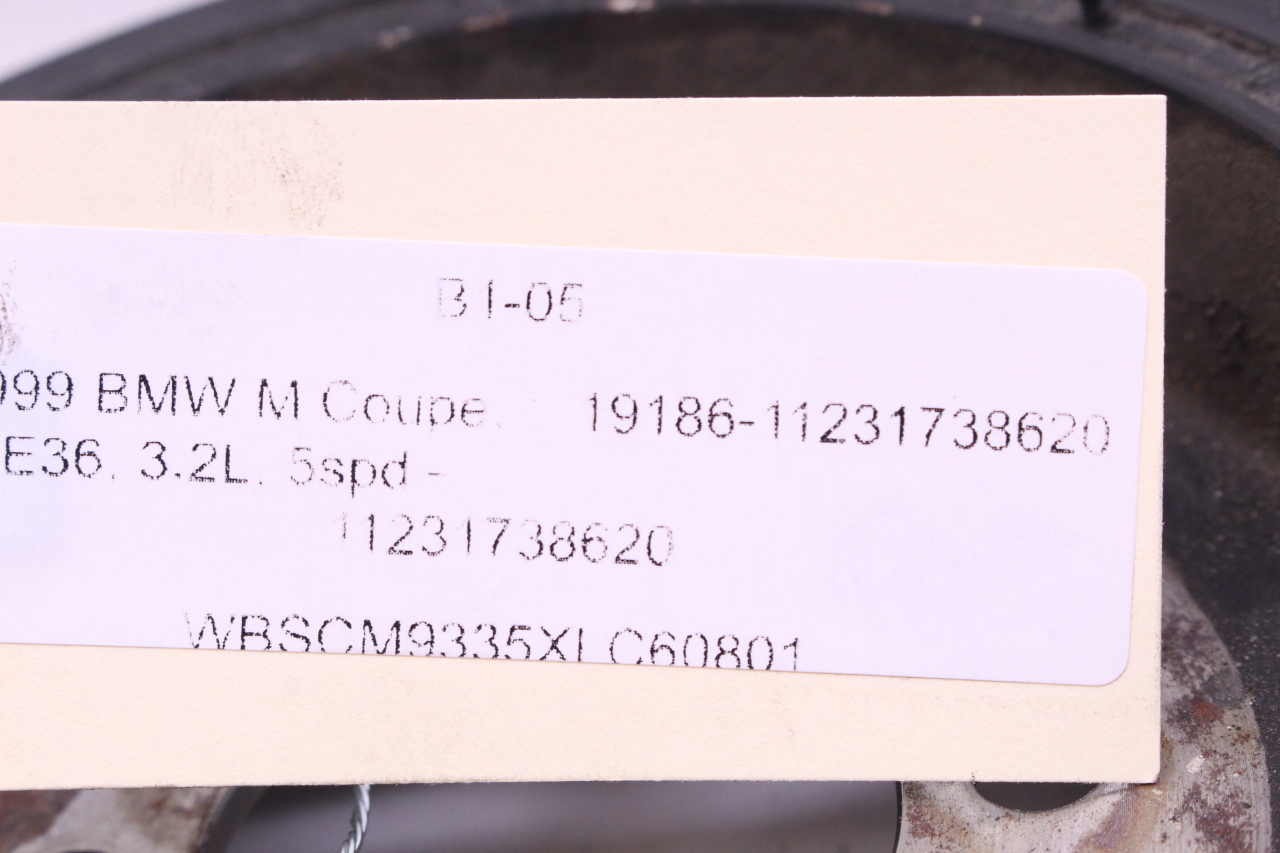 B1-05
999 BMW M Coupe, 19186-11231738620
E36, 3.2L, 5spd -
11231738620
WBSCM9335XLC60801